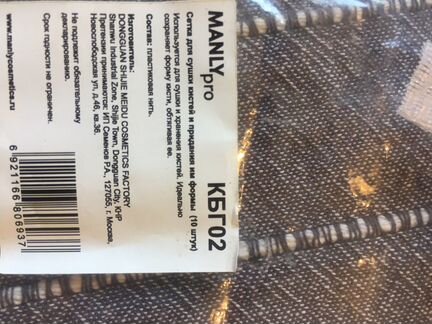 MANLY
pro
КБГ02
Сетка для сушки кистей и придания им формы (10 штук)
Используется для сушки и хранения кистей. Идеально
сохраняет форму кисти, обтягивая ее.
Состав: пластиковая нить.
Изготовитель:
DONGGUAN SHIJIE MEIDU COSMETICS FACTORY
Shanwu Industrial Zone, Shijie Town, Dongguan City, КНР
Претензии принимаются: ИП Семенов Р.А., 127055, г. Москва,
Новослободская ул, д.46, кв.36.
Не подлежит обязательному
декларированию.
Срок годности не ограничен.
www.manlycosmetics.ru
6 921166 806937